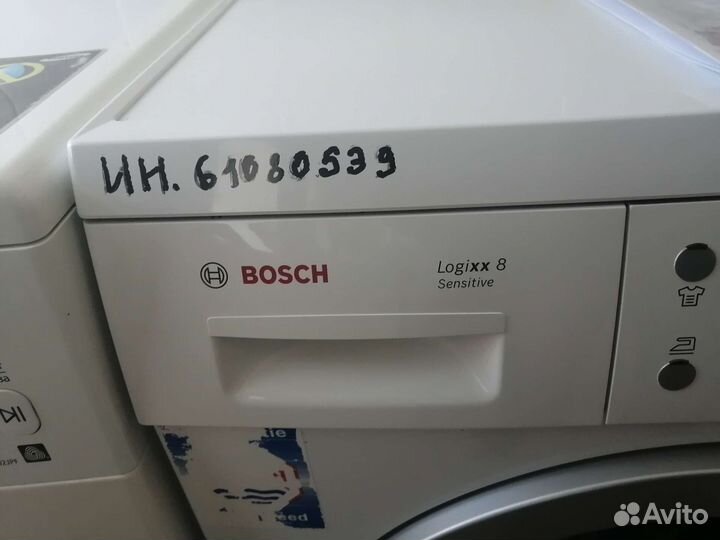 ИН. 61080539
BOSCH
Logixx 8
Sensitive
Avito